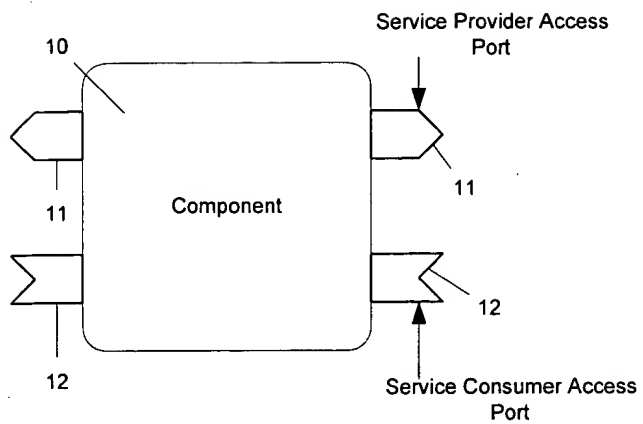 Service Provider Access
Port
10
11
11
Component
12
12
Service Consumer Access
Port